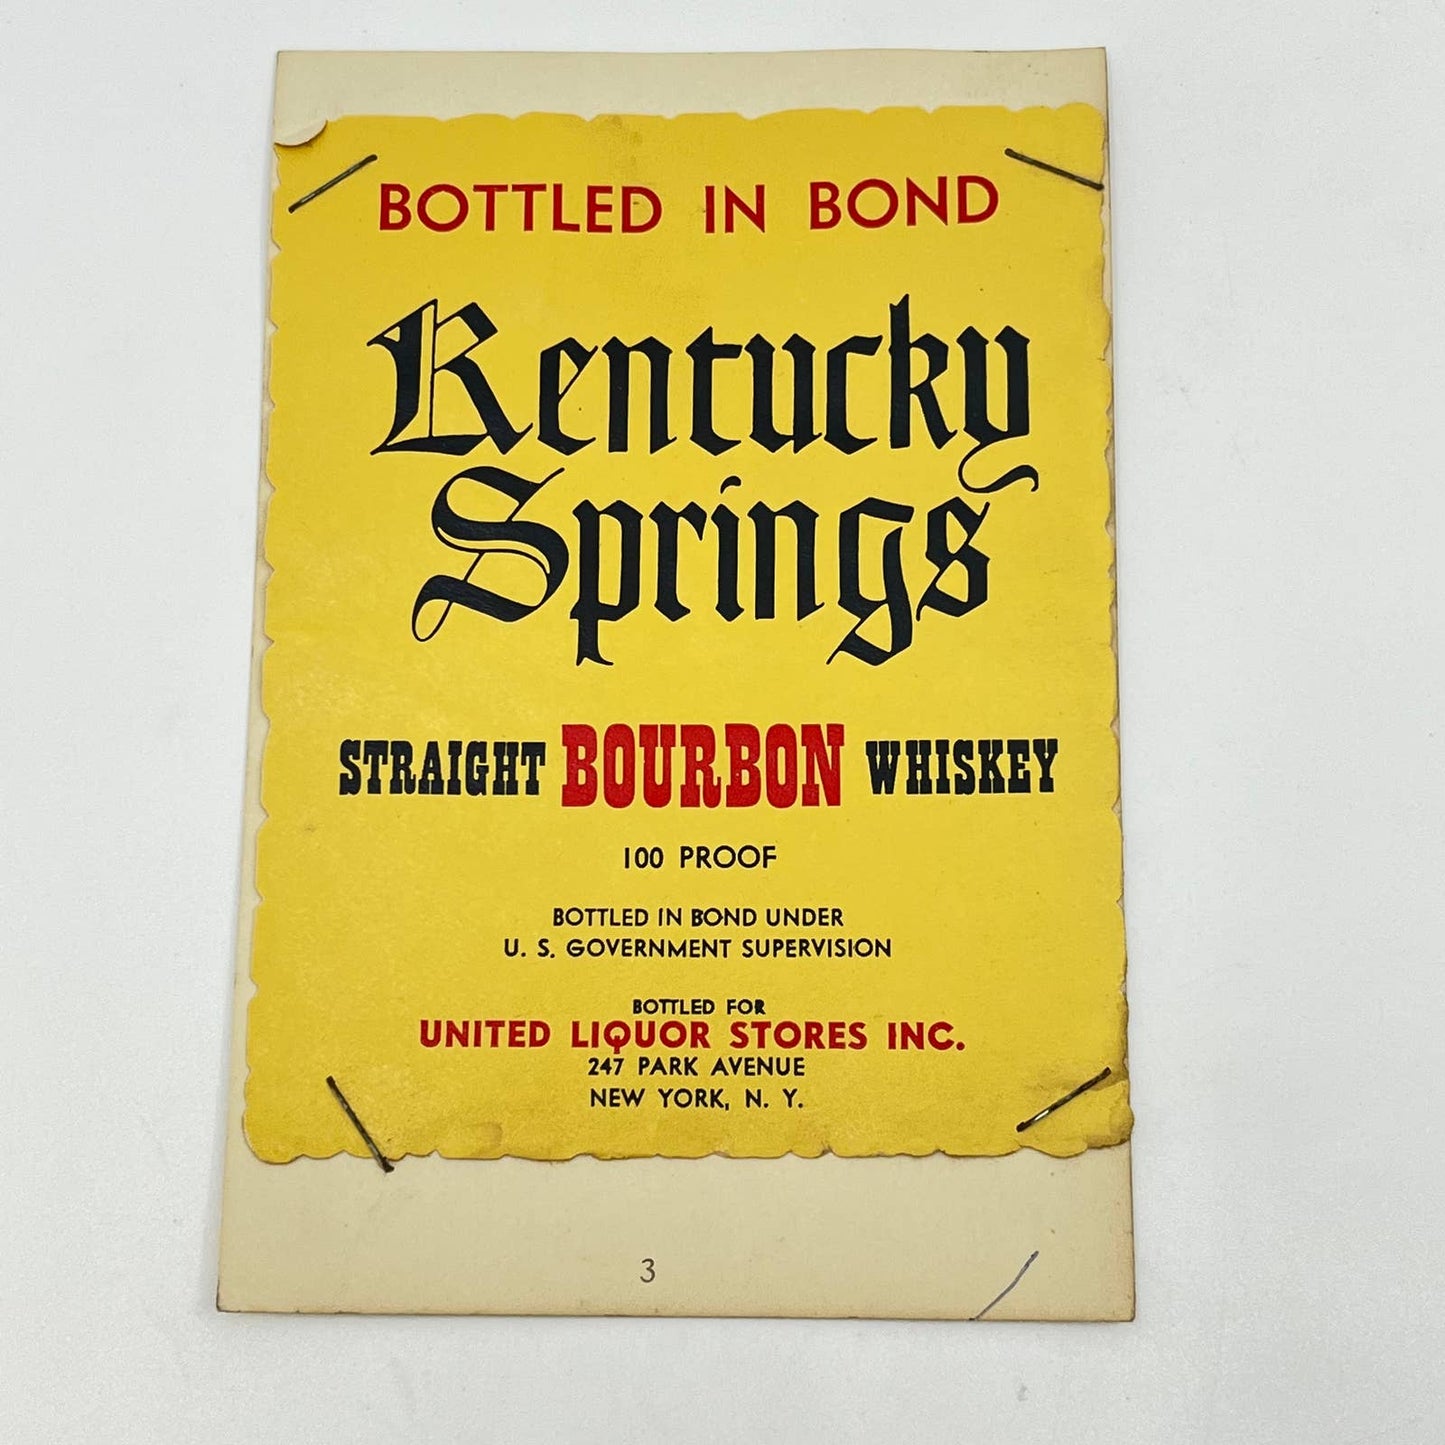 BOTTLED IN BOND
Kentucky
Springs
STRAIGHT BOURBON WHISKEY
100 PROOF
BOTTLED IN BOND UNDER
U. S. GOVERNMENT SUPERVISION
BOTTLED FOR
UNITED LIQUOR STORES INC.
247 PARK AVENUE
NEW YORK, N. Y.
3